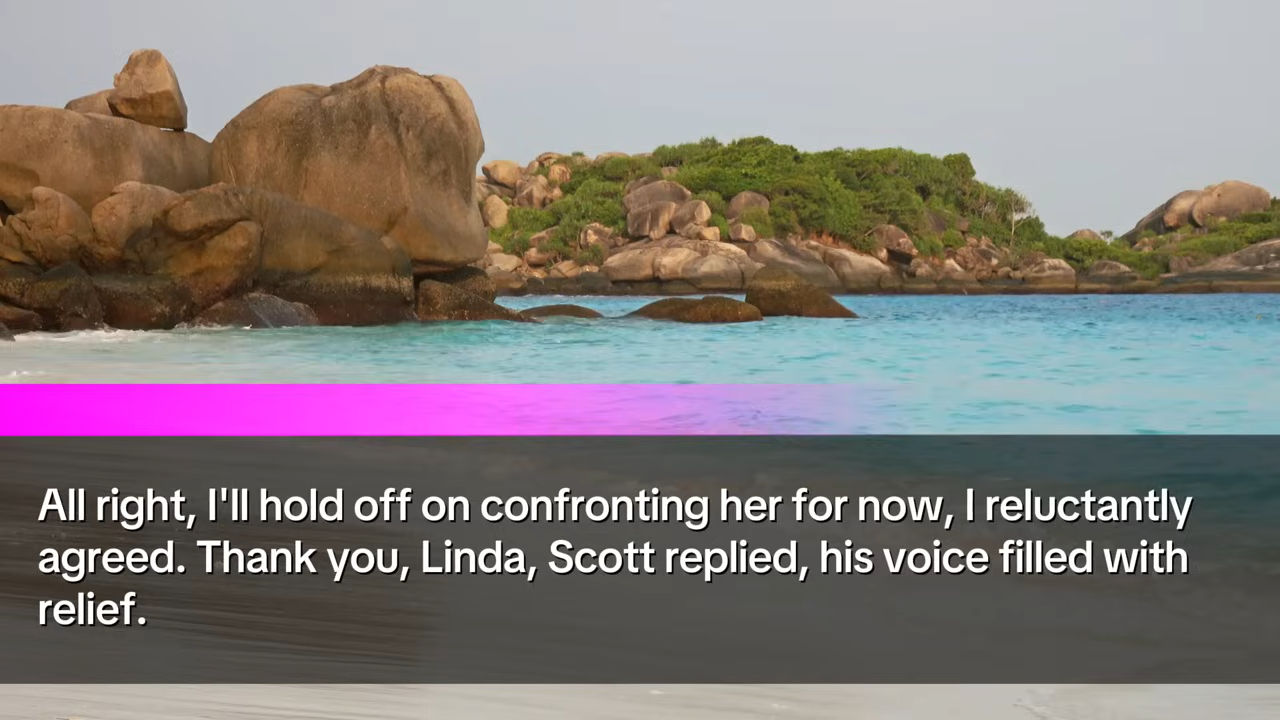 All right, I'll hold off on confronting her for now, I reluctantly
agreed. Thank you, Linda, Scott replied, his voice filled with
relief.